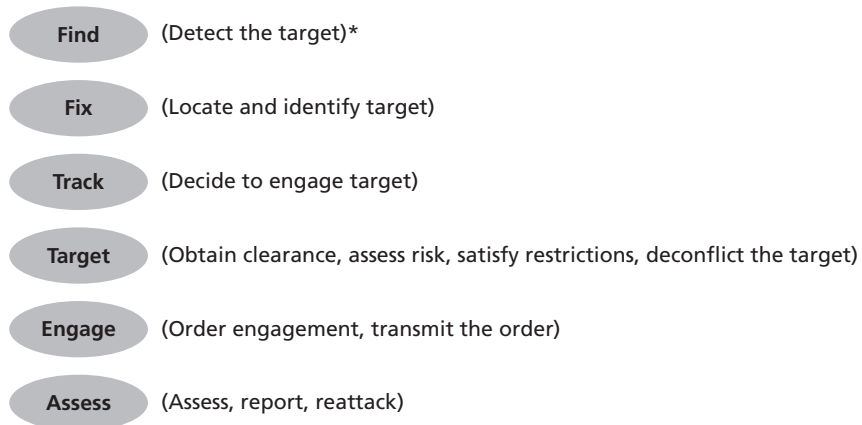 Find (Detect the target)*
Fix (Locate and identify target)
Track (Decide to engage target)
Target (Obtain clearance, assess risk, satisfy restrictions, deconflict the target)
Engage (Order engagement, transmit the order)
Assess (Assess, report, reattack)